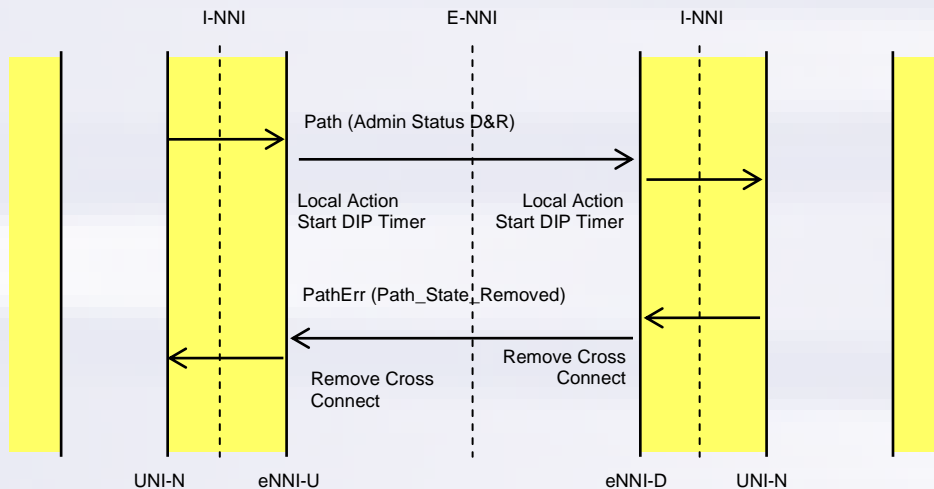 I-NNI
E-NNI
I-NNI
Path (Admin Status D&R)
Local Action
Start DIP Timer
Local Action
Start DIP Timer
PathErr (Path_State_Removed)
Remove Cross
Connect
Remove Cross
Connect
UNI-N
eNNI-U
eNNI-D
UNI-N